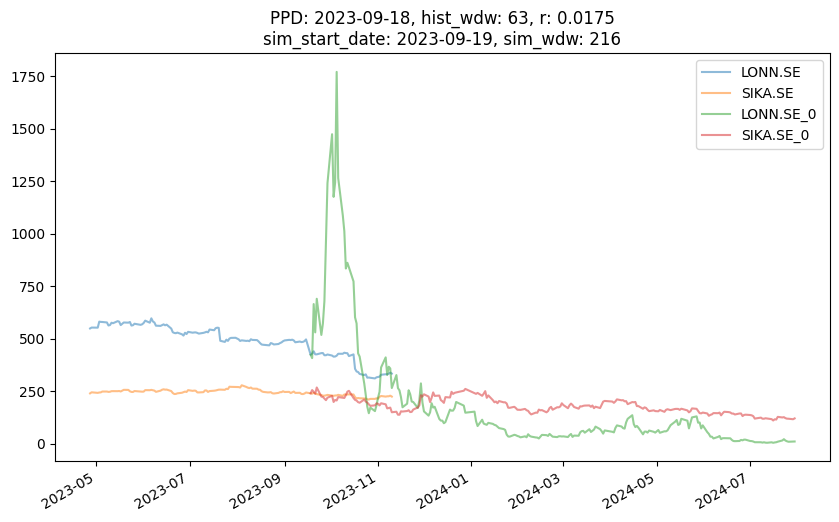 PPD: 2023-09-18, hist_wdw: 63, r: 0.0175
sim_start_date: 2023-09-19, sim_wdw: 216
LONN.SE
SIKA.SE
LONN.SE_0
SIKA.SE_0
1750
1500
1250
1000
750
500
250
0
2023-05
2023-07
2023-09
2023-11
2024-01
2024-03
2024-05
2024-07